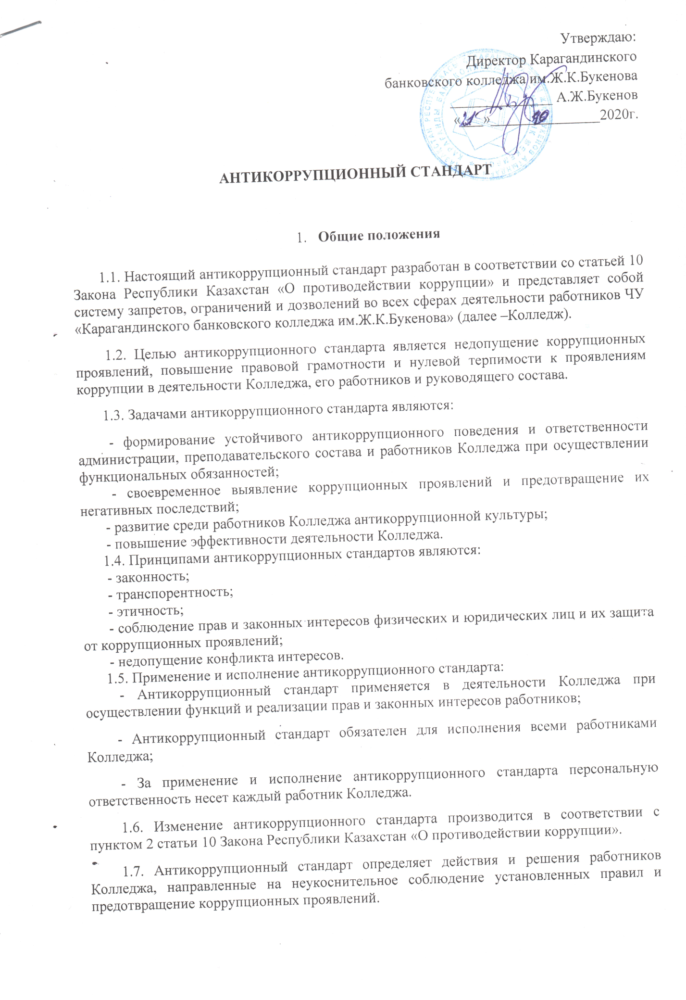 Утверждаю:
Директор Карагандинского
банковского колледжа им.Ж.К.Букенова
А.Ж.Букенов
«21» 10 2020г.
АНТИКОРРУПЦИОННЫЙ СТАНДАРТ
1. Общие положения
1.1. Настоящий антикоррупционный стандарт разработан в соответствии со статьей 10
Закона Республики Казахстан «О противодействии коррупции» и представляет собой
систему запретов, ограничений и дозволений во всех сферах деятельности работников ЧУ
«Карагандинского банковского колледжа им.Ж.К.Букенова» (далее –Колледж).
1.2. Целью антикоррупционного стандарта является недопущение коррупционных
проявлений, повышение правовой грамотности и нулевой терпимости к проявлениям
коррупции в деятельности Колледжа, его работников и руководящего состава.
1.3. Задачами антикоррупционного стандарта являются:
- формирование устойчивого антикоррупционного поведения и ответственности
администрации, преподавательского состава и работников Колледжа при осуществлении
функциональных обязанностей;
- своевременное выявление коррупционных проявлений и предотвращение их
негативных последствий;
- развитие среди работников Колледжа антикоррупционной культуры;
- повышение эффективности деятельности Колледжа.
1.4. Принципами антикоррупционных стандартов являются:
- законность;
- транспорентность;
- этичность;
- соблюдение прав и законных интересов физических и юридических лиц и их защита
от коррупционных проявлений;
- недопущение конфликта интересов.
1.5. Применение и исполнение антикоррупционного стандарта:
- Антикоррупционный стандарт применяется в деятельности Колледжа при
осуществлении функций и реализации прав и законных интересов работников;
- Антикоррупционный стандарт обязателен для исполнения всеми работниками
Колледжа;
- За применение и исполнение антикоррупционного стандарта персональную
ответственность несет каждый работник Колледжа.
1.6. Изменение антикоррупционного стандарта производится в соответствии с
пунктом 2 статьи 10 Закона Республики Казахстан «О противодействии коррупции».
1.7. Антикоррупционный стандарт определяет действия и решения работников
Колледжа, направленные на неукоснительное соблюдение установленных правил и
предотвращение коррупционных проявлений.